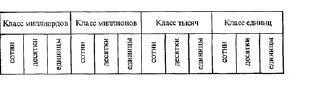 Класс миллиардов Класс миллионов Класс тысяч Класс единиц
сотни десятки единицы сотни десятки единицы сотни десятки единицы сотни десятки единицы